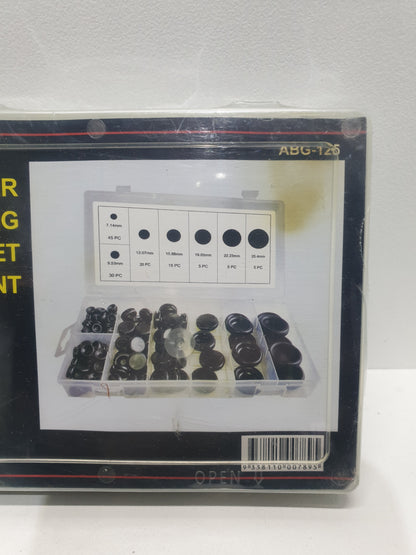 ABG-125
R
G
ET
NT
7.14mm
45 PC
9.53mm
30 PC
12.07mm
20 PC
15.88mm
15 PC
19.05mm
5 PC
22.23mm
5 PC
25.4mm
5 PC
9338110007895
OPEN